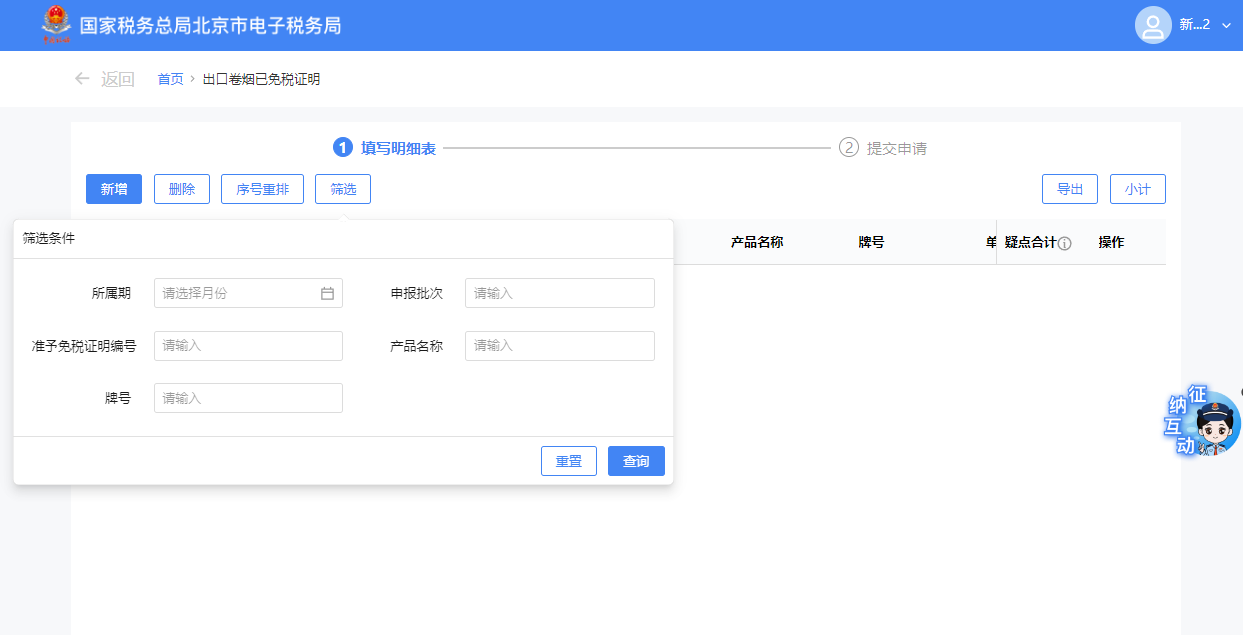 国家税务总局北京市电子税务局
新...2
返回 首页 > 出口卷烟已免税证明
1 填写明细表 2 提交申请
新增 删除 序号重排 筛选 导出 小计
筛选条件
产品名称 牌号 单 疑点合计 操作
所属期 请选择月份 申报批次 请输入
准予免税证明编号 请输入 产品名称 请输入
牌号 请输入
征纳互动
重置 查询